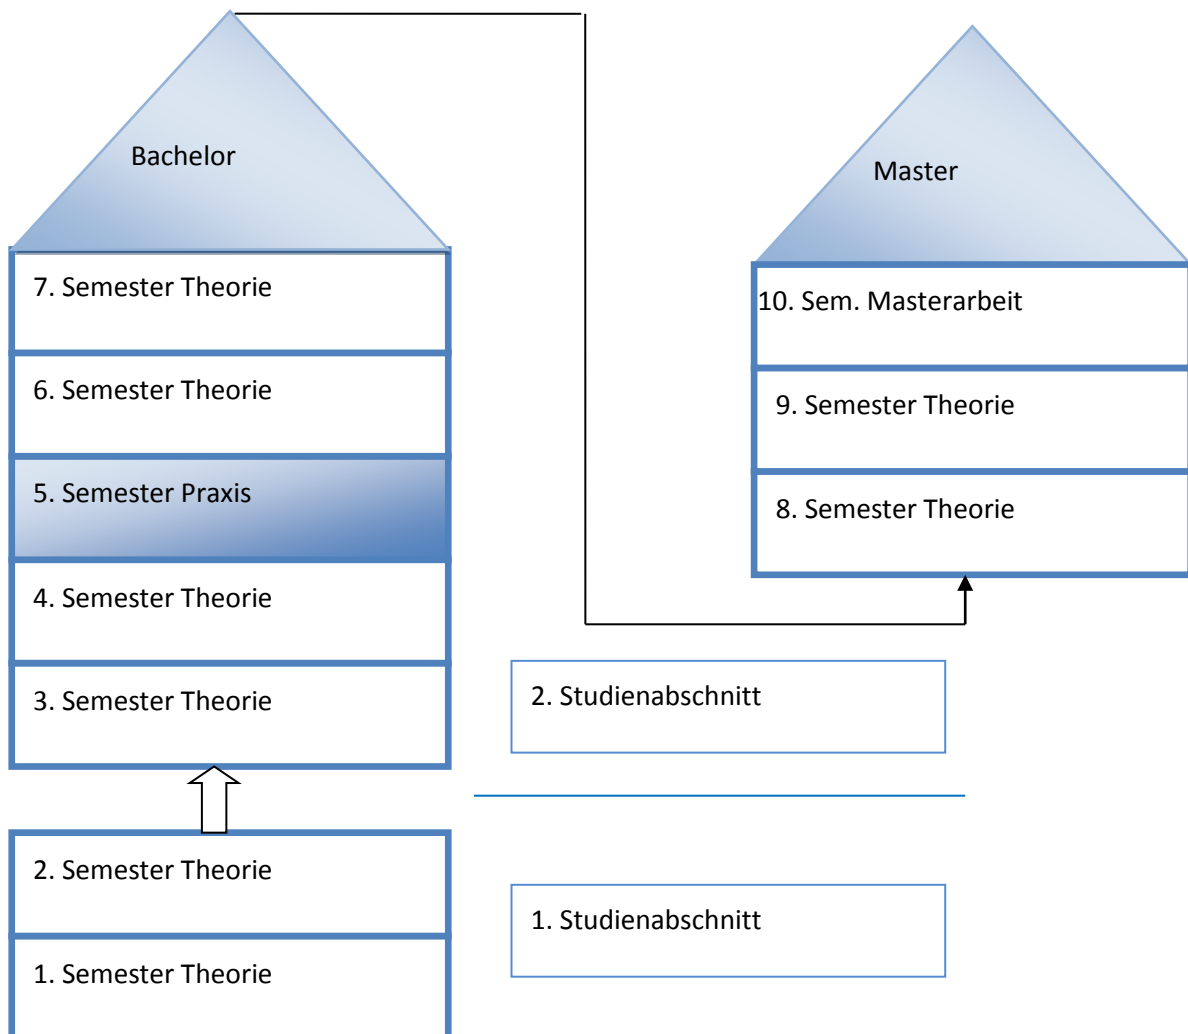 Bachelor
7. Semester Theorie
6. Semester Theorie
5. Semester Praxis
4. Semester Theorie
3. Semester Theorie
2. Semester Theorie
1. Semester Theorie
2. Studienabschnitt
1. Studienabschnitt
Master
10. Sem. Masterarbeit
9. Semester Theorie
8. Semester Theorie